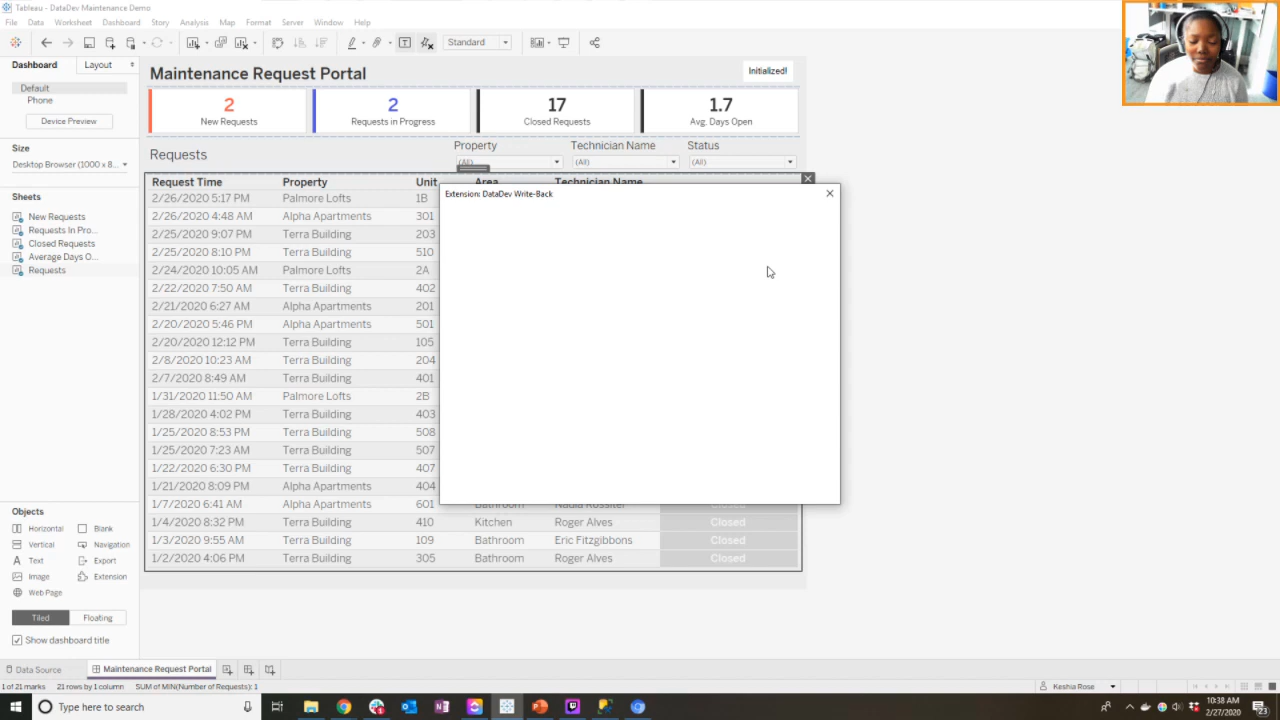 Tableau - DataDev Maintenance Demo
File Data Worksheet Dashboard Story Analysis Map Format Server Window Help
Standard
Dashboard Layout
Default
Phone
Device Preview
Size
Desktop Browser (1000 x 8...
Sheets
New Requests
Requests In Pro...
Closed Requests
Average Days O...
Requests
Objects
Horizontal Blank
Vertical Navigation
Text Export
Image Extension
Web Page
Tiled Floating
Show dashboard title
Maintenance Request Portal
Initialized!
2 2 17 1.7
New Requests Requests in Progress Closed Requests Avg. Days Open
Requests
Property Technician Name Status
(All) (All) (All)
Request Time Property Unit Area Technician Name
Extension: DataDev Write-Back
2/26/2020 5:17 PM Palmore Lofts 1B
2/26/2020 4:48 AM Alpha Apartments 301
2/25/2020 9:07 PM Terra Building 203
2/25/2020 8:10 PM Terra Building 510
2/24/2020 10:05 AM Palmore Lofts 2A
2/22/2020 7:50 AM Terra Building 402
2/21/2020 6:27 AM Alpha Apartments 201
2/20/2020 5:46 PM Alpha Apartments 501
2/20/2020 12:12 PM Terra Building 105
2/8/2020 10:23 AM Terra Building 204
2/7/2020 8:49 AM Terra Building 401
1/31/2020 11:50 AM Palmore Lofts 2B
1/28/2020 4:02 PM Terra Building 403
1/25/2020 8:53 PM Terra Building 508
1/25/2020 7:23 AM Terra Building 507
1/22/2020 6:30 PM Terra Building 407
1/21/2020 8:09 PM Alpha Apartments 404
1/7/2020 6:41 AM Alpha Apartments 601 Bathroom Nadia Rossiter Closed
1/4/2020 8:32 PM Terra Building 410 Kitchen Roger Alves Closed
1/3/2020 9:55 AM Terra Building 109 Bathroom Eric Fitzgibbons Closed
1/2/2020 4:06 PM Terra Building 305 Bathroom Roger Alves Closed
Data Source Maintenance Request Portal
1 of 21 marks 21 rows by 1 column SUM of MIN(Number of Requests): 1 Keshia Rose
Type here to search
10:38 AM
2/27/2020
23